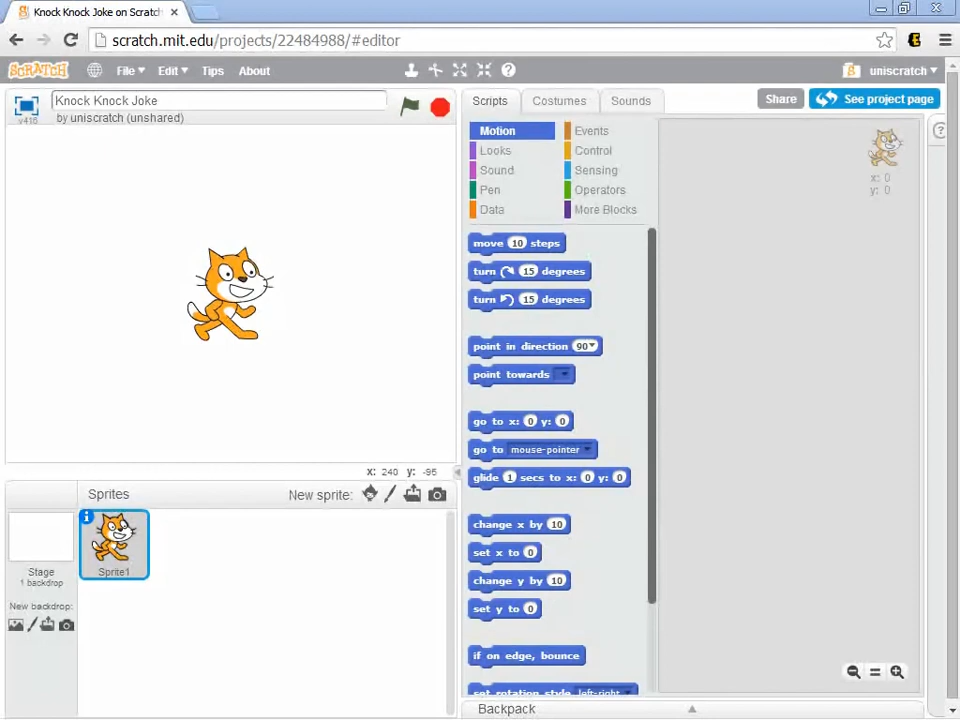 Knock Knock Joke on Scratch
scratch.mit.edu/projects/22484988/#editor
SCRATCH File Edit Tips About uniscratch
v416 Knock Knock Joke
by uniscratch (unshared)
Scripts Costumes Sounds Share See project page
Motion Events
Looks Control
Sound Sensing
Pen Operators
Data More Blocks
x: 0
y: 0
?
move 10 steps
turn 15 degrees
turn 15 degrees
point in direction 90
point towards
go to x: 0 y: 0
go to mouse-pointer
glide 1 secs to x: 0 y: 0
change x by 10
set x to 0
change y by 10
set y to 0
if on edge, bounce
set rotation style left-right
x: 240 y: -95
Sprites New sprite:
Stage
1 backdrop
New backdrop:
Sprite1
Backpack